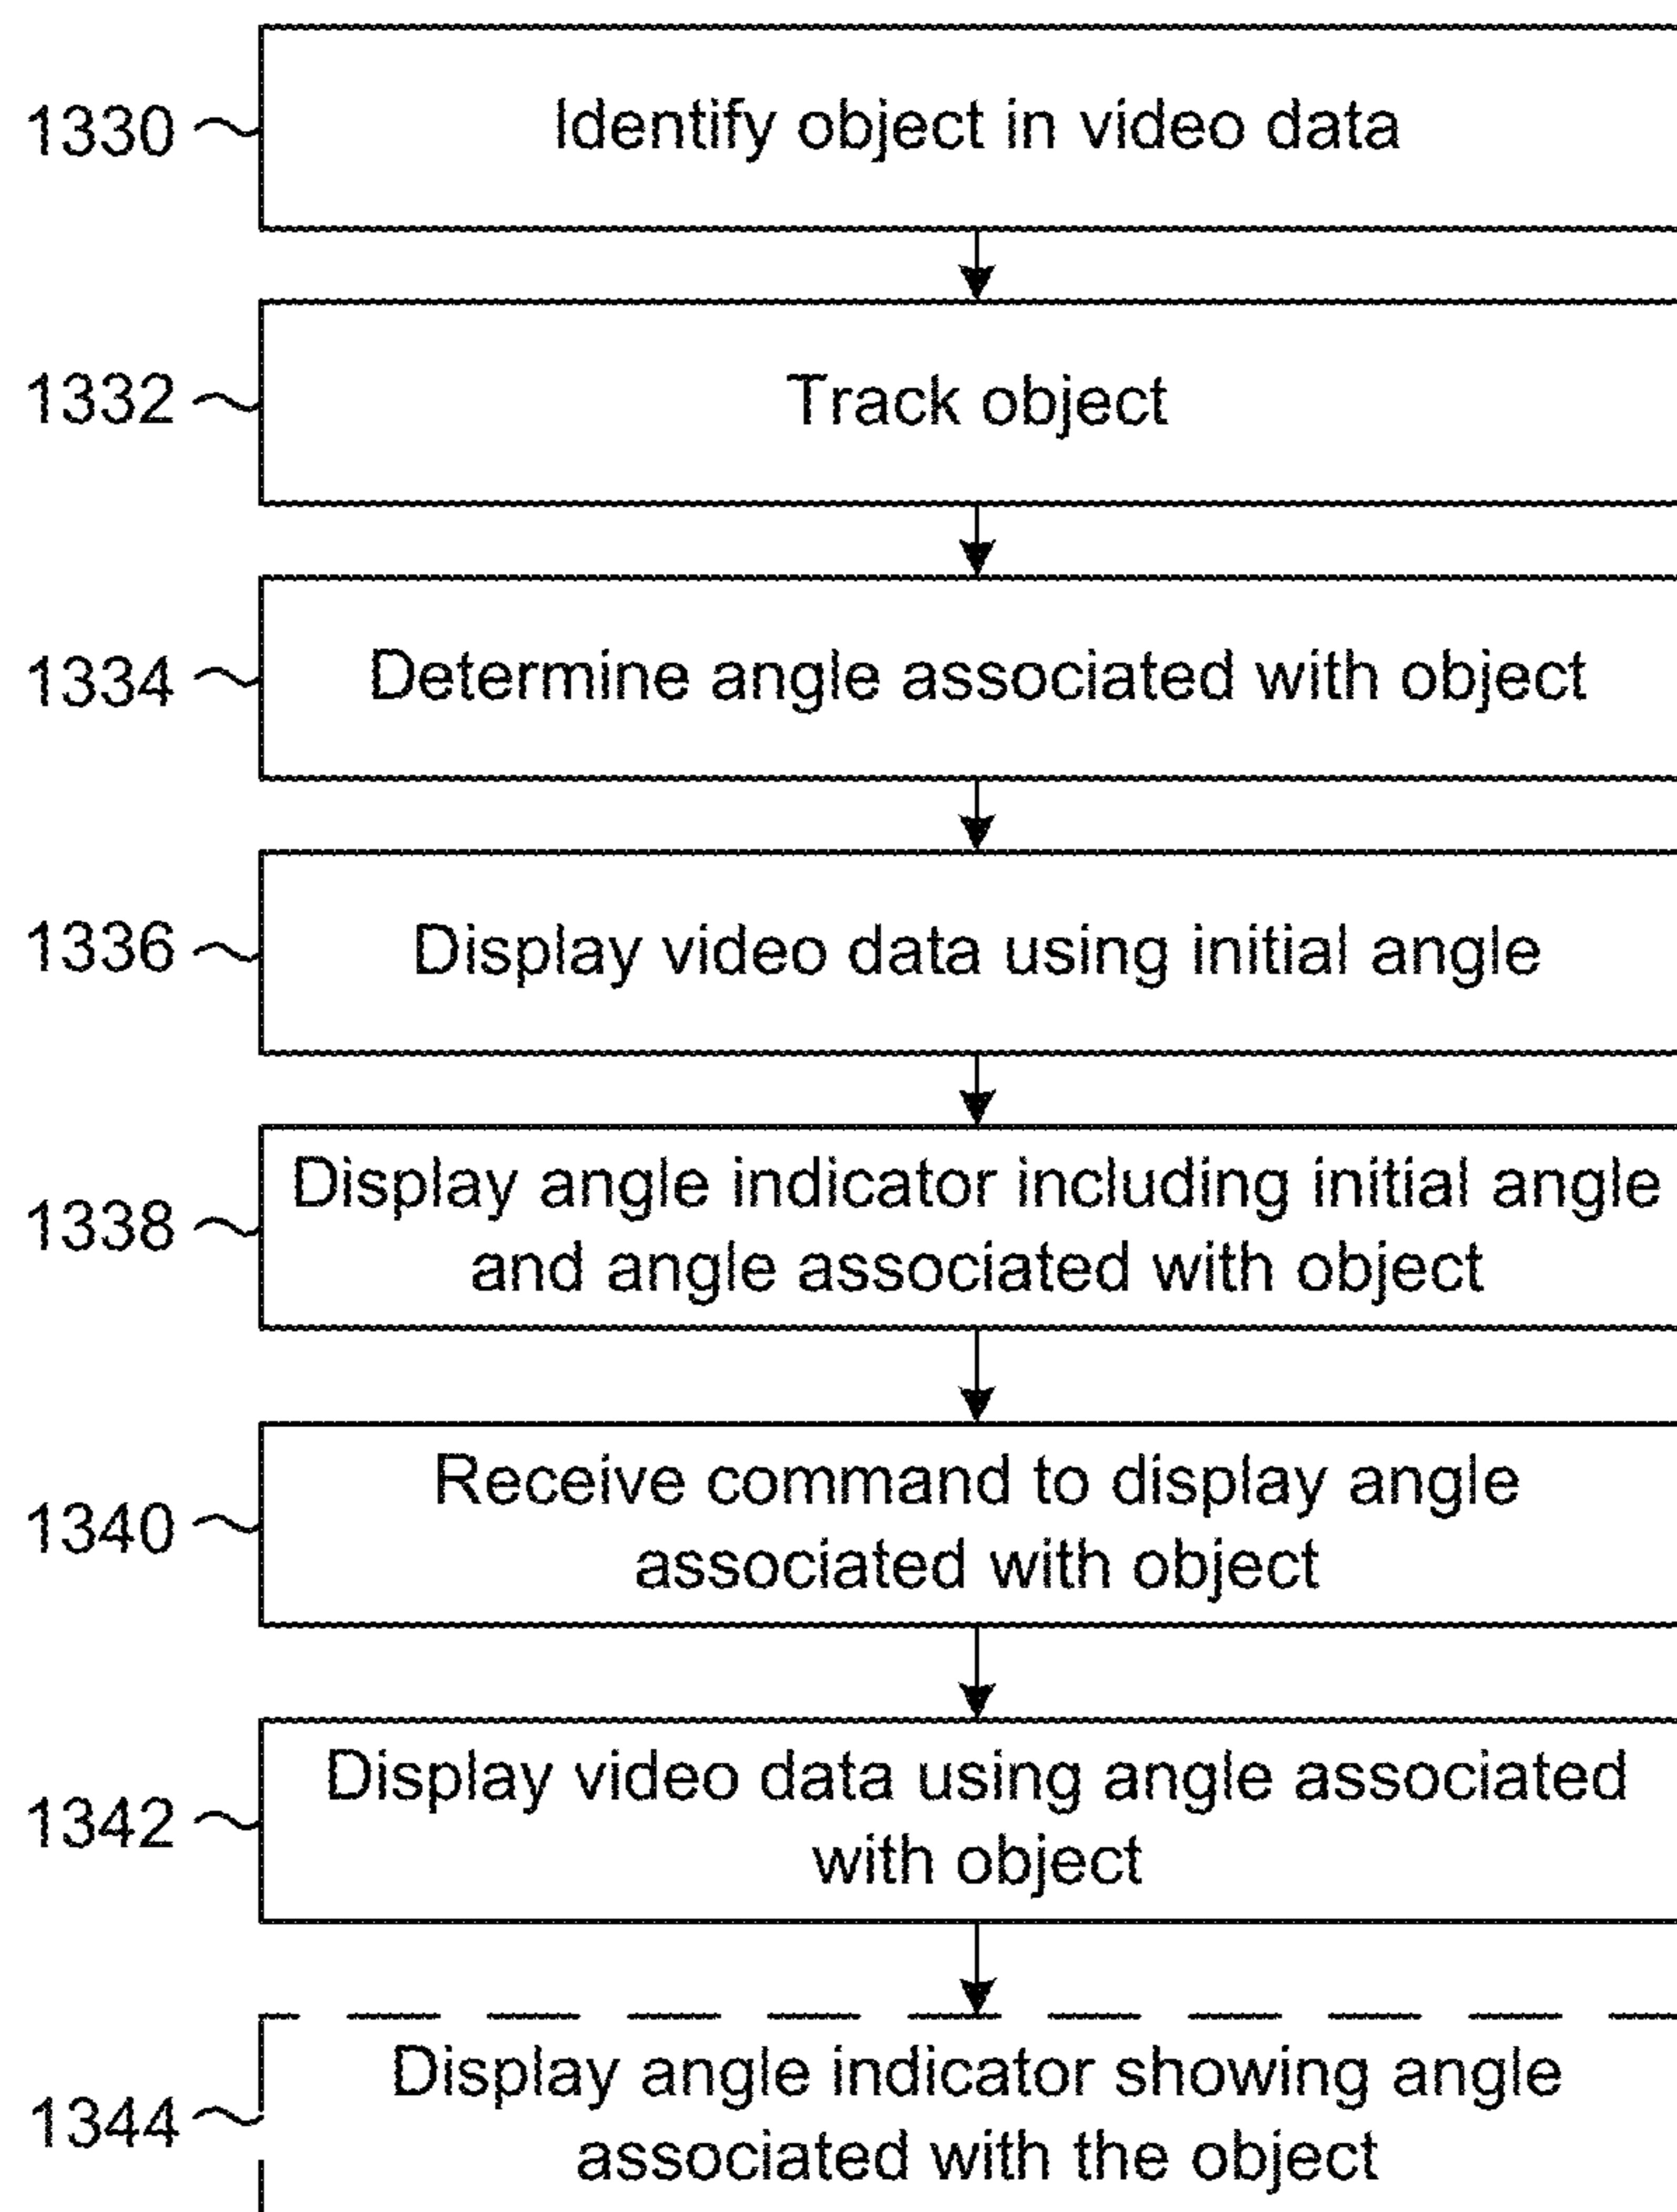 1330
Identify object in video data
1332
Track object
1334
Determine angle associated with object
1336
Display video data using initial angle
1338
Display angle indicator including initial angle
and angle associated with object
1340
Receive command to display angle
associated with object
1342
Display video data using angle associated
with object
1344
Display angle indicator showing angle
associated with the object